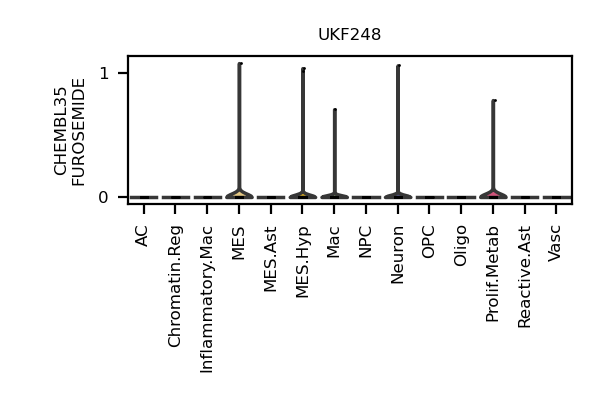 UKF248
CHEMBL35
FUROSEMIDE
1
0
AC
Chromatin.Reg
Inflammatory.Mac
MES
MES.Ast
MES.Hyp
Mac
NPC
Neuron
OPC
Oligo
Prolif.Metab
Reactive.Ast
Vasc